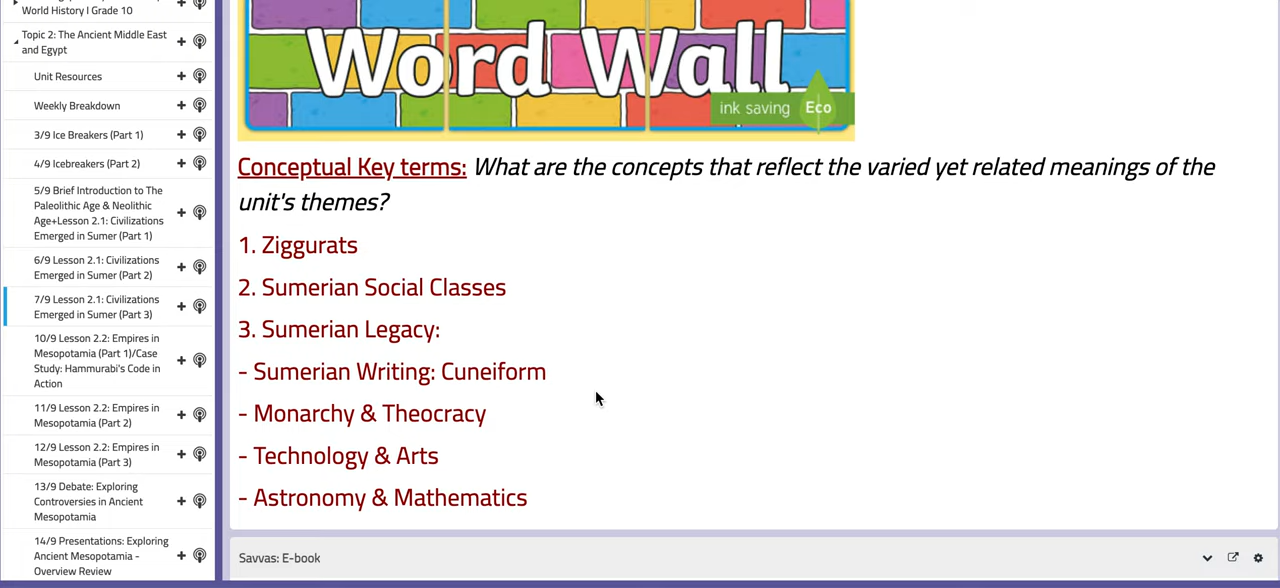 World History I Grade 10
Topic 2: The Ancient Middle East
and Egypt
Unit Resources
Weekly Breakdown
3/9 Ice Breakers (Part 1)
4/9 Icebreakers (Part 2)
5/9 Brief Introduction to The
Paleolithic Age & Neolithic
Age+Lesson 2.1: Civilizations
Emerged in Sumer (Part 1)
6/9 Lesson 2.1: Civilizations
Emerged in Sumer (Part 2)
7/9 Lesson 2.1: Civilizations
Emerged in Sumer (Part 3)
10/9 Lesson 2.2: Empires in
Mesopotamia (Part 1)/Case
Study: Hammurabi's Code in
Action
11/9 Lesson 2.2: Empires in
Mesopotamia (Part 2)
12/9 Lesson 2.2: Empires in
Mesopotamia (Part 3)
13/9 Debate: Exploring
Controversies in Ancient
Mesopotamia
14/9 Presentations: Exploring
Ancient Mesopotamia -
Overview Review
Word Wall
ink saving Eco
Conceptual Key terms: What are the concepts that reflect the varied yet related meanings of the
unit's themes?
1. Ziggurats
2. Sumerian Social Classes
3. Sumerian Legacy:
- Sumerian Writing: Cuneiform
- Monarchy & Theocracy
- Technology & Arts
- Astronomy & Mathematics
Savvas: E-book